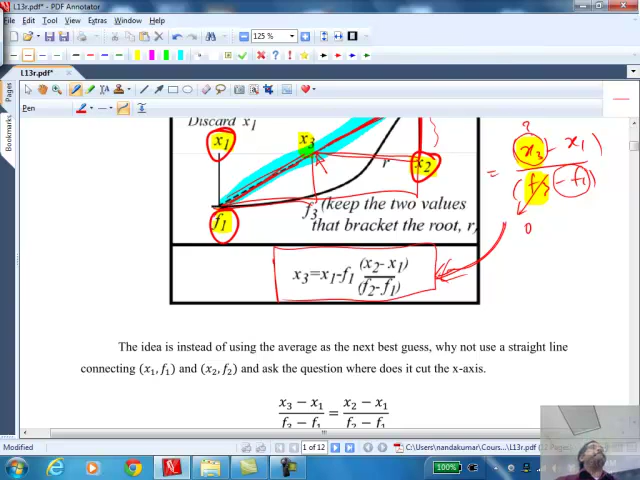 L13r.pdf* - PDF Annotator
File Edit Tool View Extras Window Help
125 %
L13r.pdf*
Pen
Pages
Bookmarks
Discard x1
x1
x3
x2
r
f1
f3 (keep the two values
that bracket the root, r)
?
= x3 - x1
(f3 - f1)
0
x3=x1-f1 (x2-x1)
(f2-f1)
The idea is instead of using the average as the next best guess, why not use a straight line
connecting (x1, f1) and (x2, f2) and ask the question where does it cut the x-axis.
x3 − x1 = x2 − x1
f3 − f1 f2 − f1
Modified
1 of 12
C:\Users\nandakumar\Cours...
L13r.pdf
100%